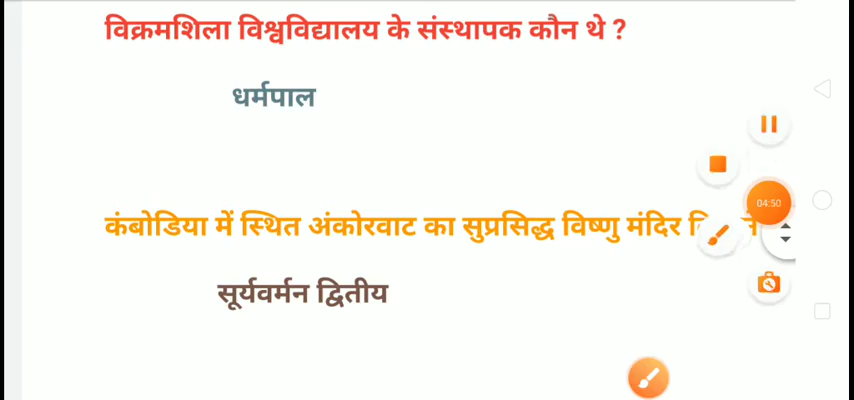 विक्रमशिला विश्वविद्यालय के संस्थापक कौन थे ?
धर्मपाल
कंबोडिया में स्थित अंकोरवाट का सुप्रसिद्ध विष्णु मंदिर
04:50
सूर्यवर्मन द्वितीय